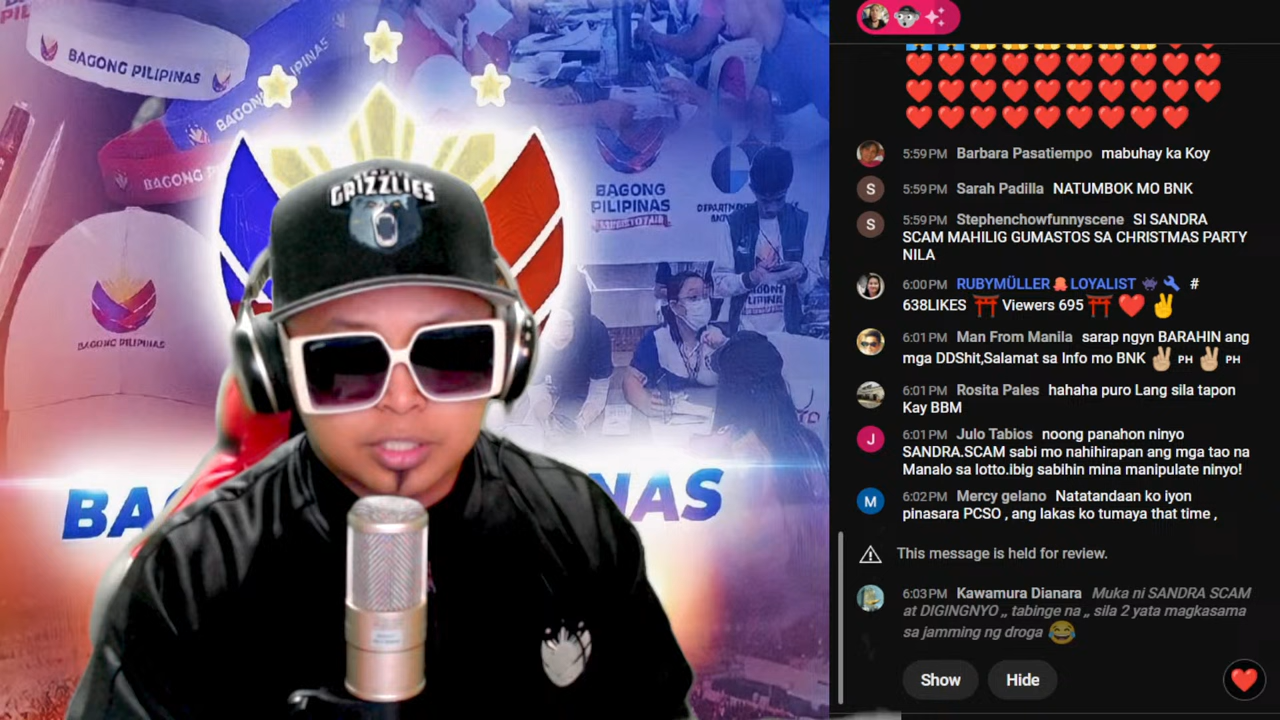 BAGONG PILIPINAS
BAGONG PILIPINAS
BAGONG
BAGONG PILIPINAS
BAGONG
PILIPINAS
GRIZZLIES
5:59 PM Barbara Pasatiempo mabuhay ka Koy
5:59 PM Sarah Padilla NATUMBOK MO BNK
5:59 PM Stephenchowfunnyscene SI SANDRA
SCAM MAHILIG GUMASTOS SA CHRISTMAS PARTY
NILA
6:00 PM RUBYMÜLLER LOYALIST #
638LIKES Viewers 695
6:01 PM Man From Manila sarap ngyn BARAHIN ang
mga DDShit,Salamat sa Info mo BNK PH PH
6:01 PM Rosita Pales hahaha puro Lang sila tapon
Kay BBM
J 6:01 PM Julo Tabios noong panahon ninyo
SANDRA.SCAM sabi mo nahihirapan ang mga tao na
Manalo sa lotto.ibig sabihin mina manipulate ninyo!
M 6:02 PM Mercy gelano Natatandaan ko iyon
pinasara PCSO , ang lakas ko tumaya that time ,
This message is held for review.
6:03 PM Kawamura Dianara Muka ni SANDRA SCAM
at DIGINGNYO ,, tabinge na ,, sila 2 yata magkasama
sa jamming ng droga
Show Hide